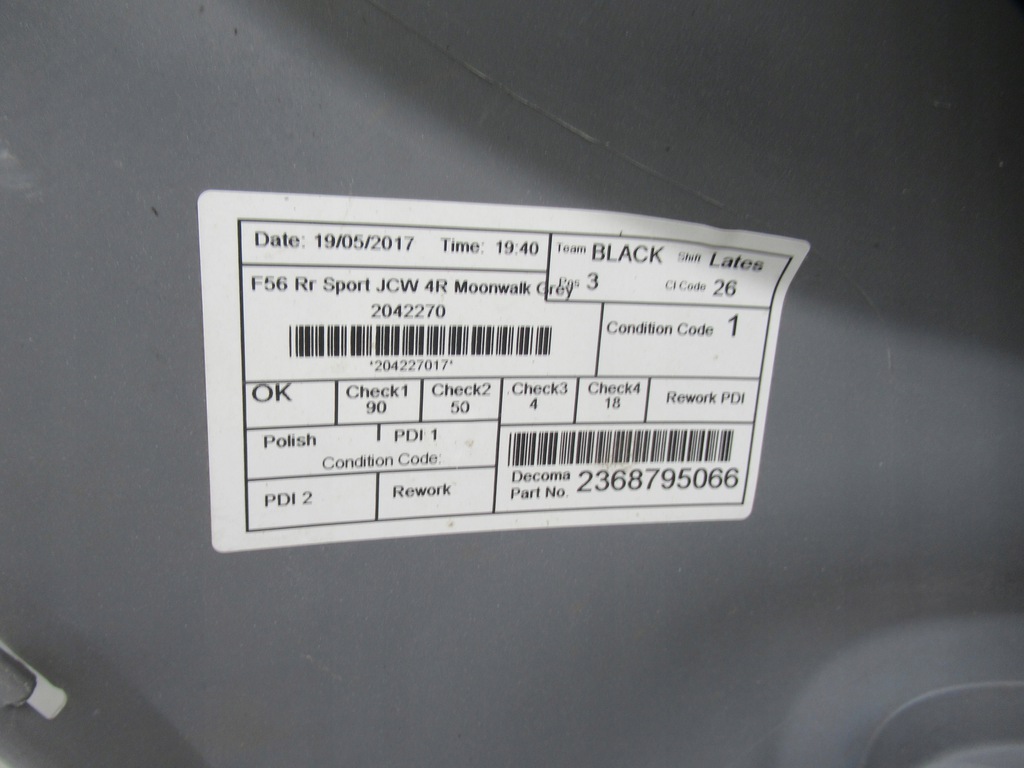 Date: 19/05/2017 Time: 19:40
Team BLACK Shift Lates
Pos 3 CI Code 26
F56 Rr Sport JCW 4R Moonwalk Grey
2042270
*204227017*
Condition Code 1
OK
Check1
90
Check2
50
Check3
4
Check4
18
Rework PDI
Polish PDI 1
Condition Code:
PDI 2 Rework
Decoma
Part No. 2368795066